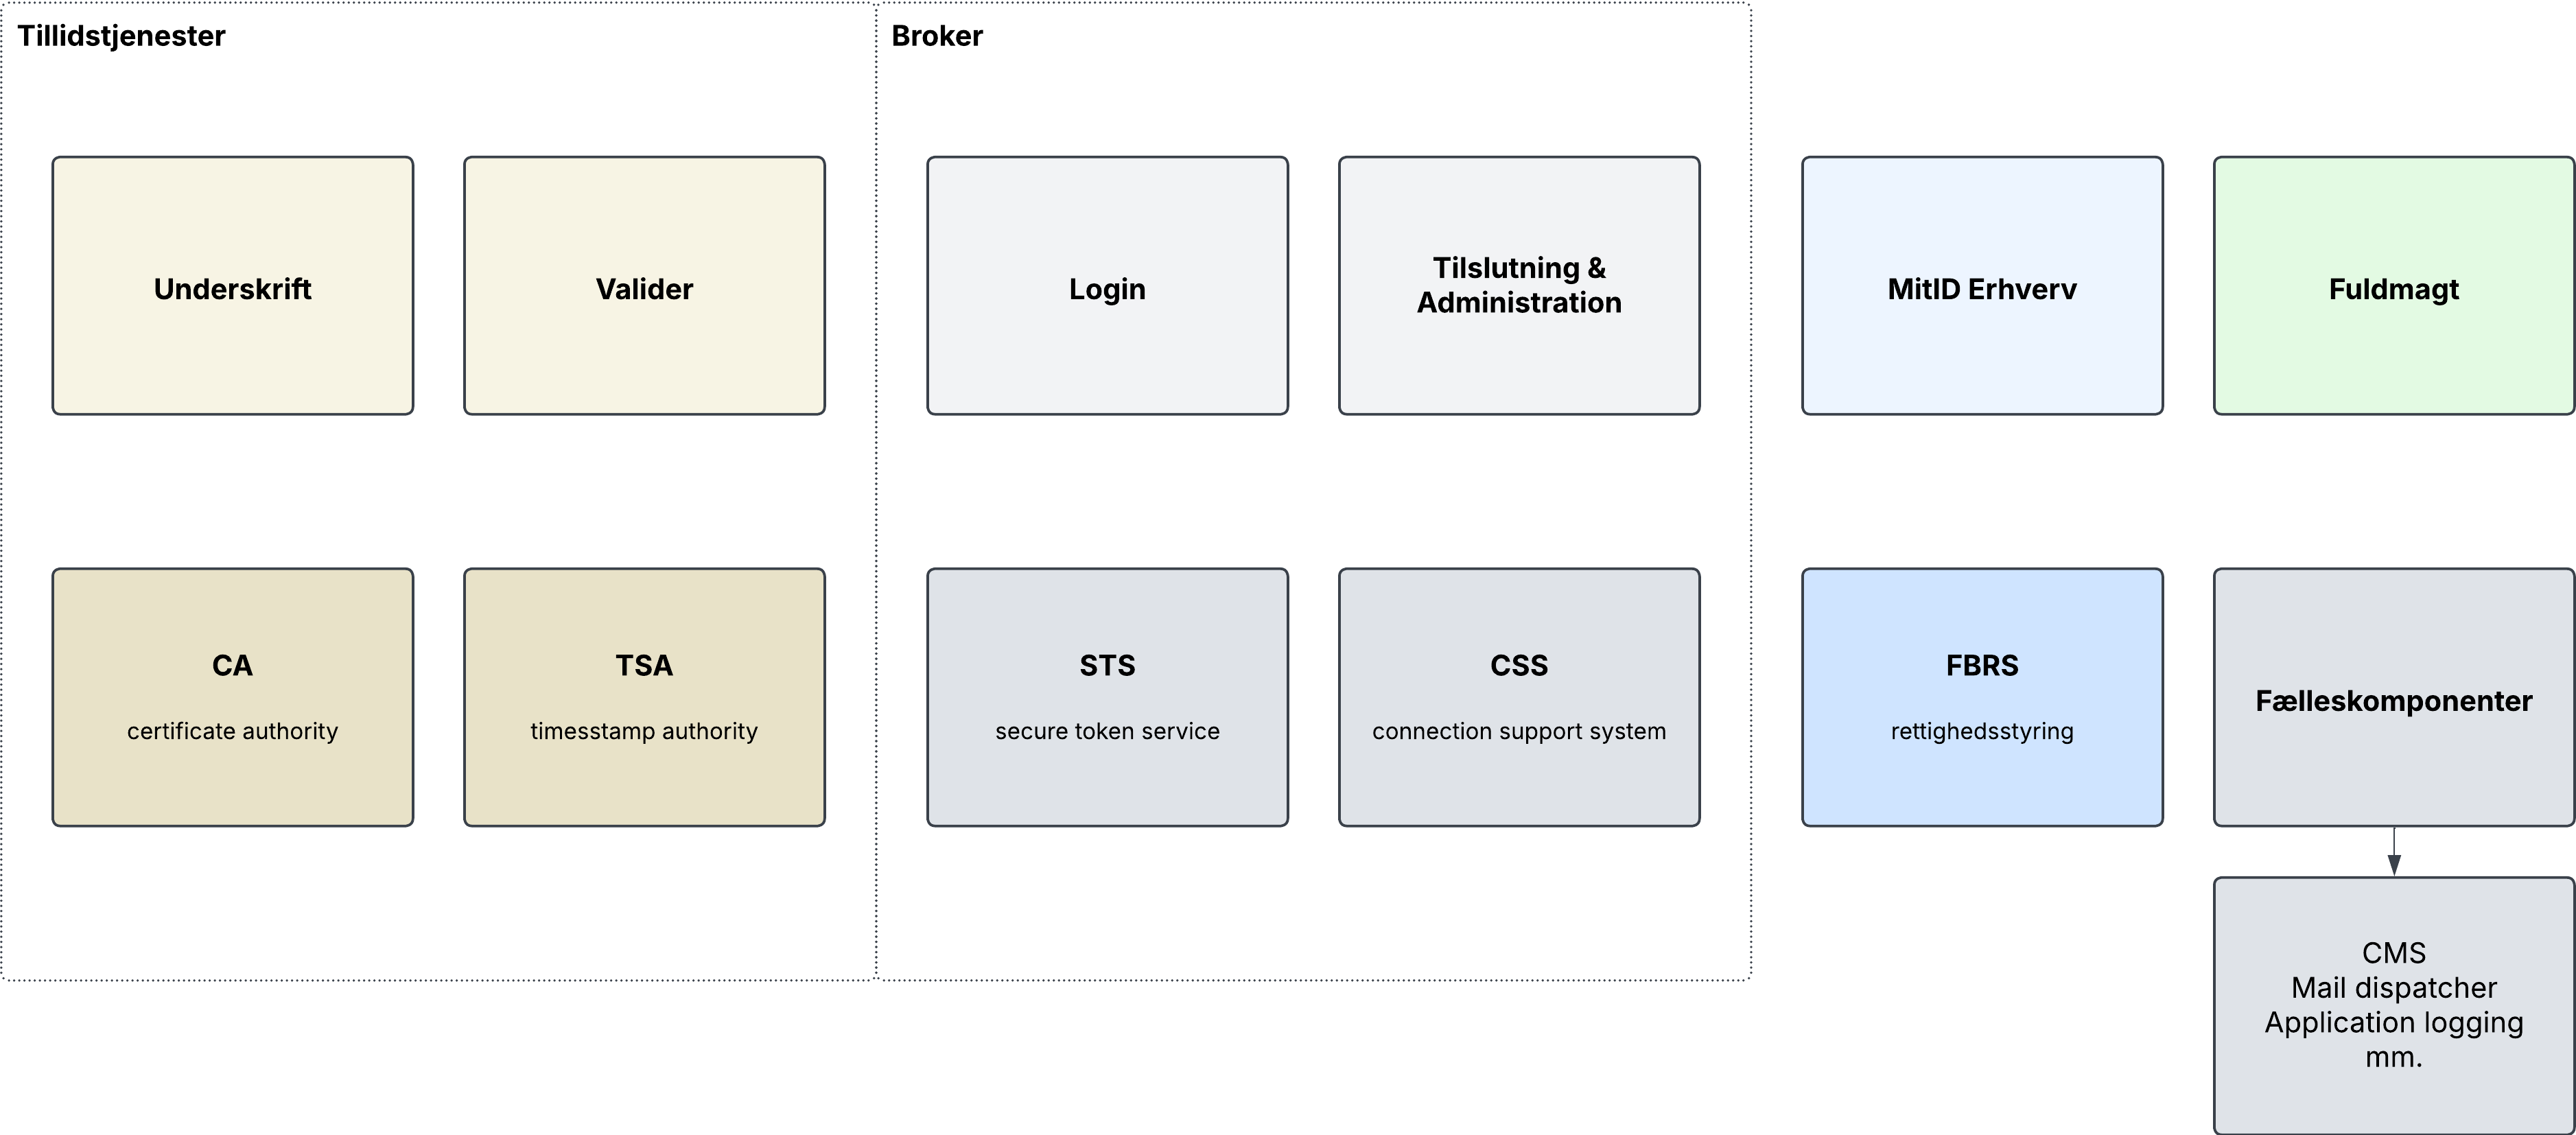 Tillidstjenester
Broker
Underskrift
Valider
Login
Tilslutning &
Administration
MitID Erhverv
Fuldmagt
CA
certificate authority
TSA
timesstamp authority
STS
secure token service
CSS
connection support system
FBRS
rettighedsstyring
Fælleskomponenter
CMS
Mail dispatcher
Application logging
mm.